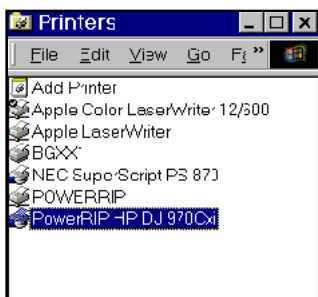 Printers
File Edit View Go »
Add Printer
Apple Color LaserWriter 12/600
Apple LaserWriter
NEC SuperScript PS 870
POWERRIP
PowerRIP HP DJ 970Cxi